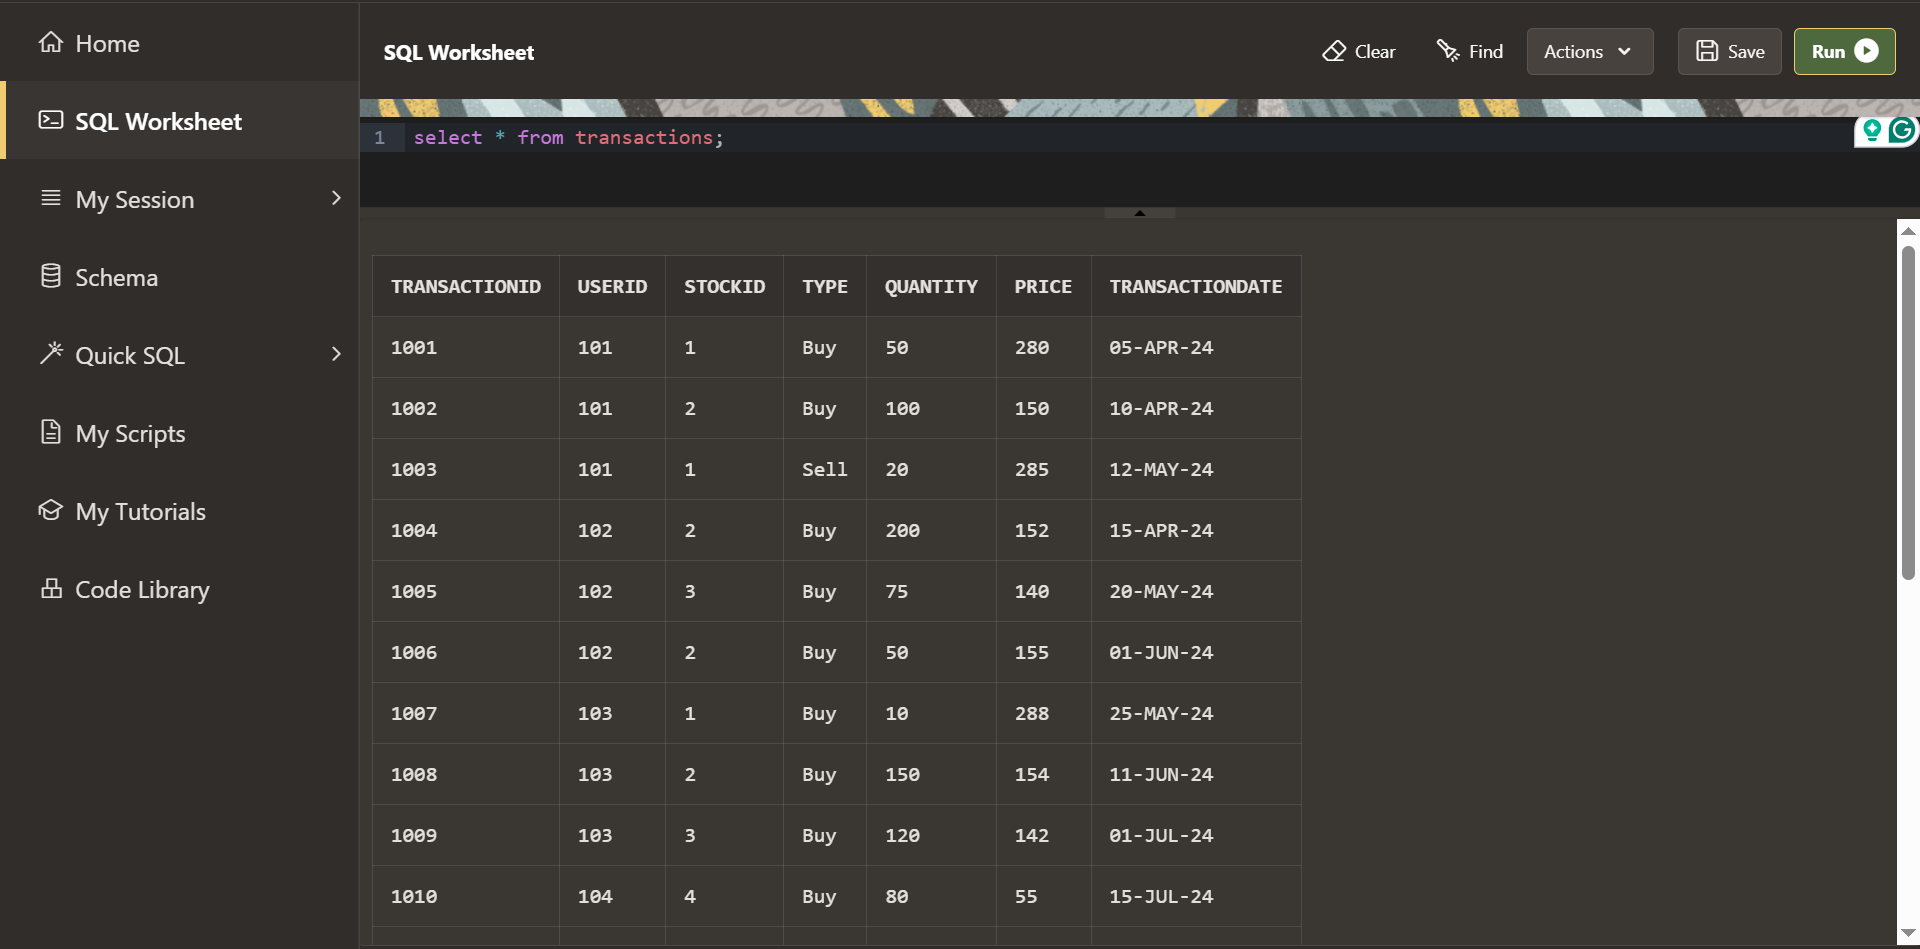 Home
SQL Worksheet
My Session
Schema
Quick SQL
My Scripts
My Tutorials
Code Library
SQL Worksheet
Clear
Find
Actions
Save
Run
1 select * from transactions;
TRANSACTIONID USERID STOCKID TYPE QUANTITY PRICE TRANSACTIONDATE
1001 101 1 Buy 50 280 05-APR-24
1002 101 2 Buy 100 150 10-APR-24
1003 101 1 Sell 20 285 12-MAY-24
1004 102 2 Buy 200 152 15-APR-24
1005 102 3 Buy 75 140 20-MAY-24
1006 102 2 Buy 50 155 01-JUN-24
1007 103 1 Buy 10 288 25-MAY-24
1008 103 2 Buy 150 154 11-JUN-24
1009 103 3 Buy 120 142 01-JUL-24
1010 104 4 Buy 80 55 15-JUL-24